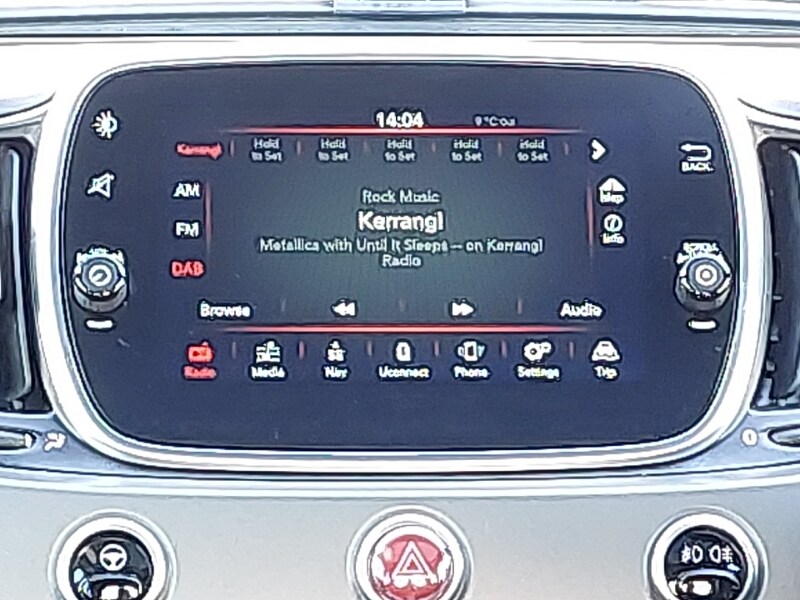 14:04 9°C out
Kerrang! Hold to Set Hold to Set Hold to Set Hold to Set Hold to Set
BACK
AM
FM
DAB
Rock Music
Kerrang!
Metallica with Until It Sleeps -- on Kerrang!
Radio
Map
Info
Browse Audio
Radio Media Nav Uconnect Phone Settings Trip